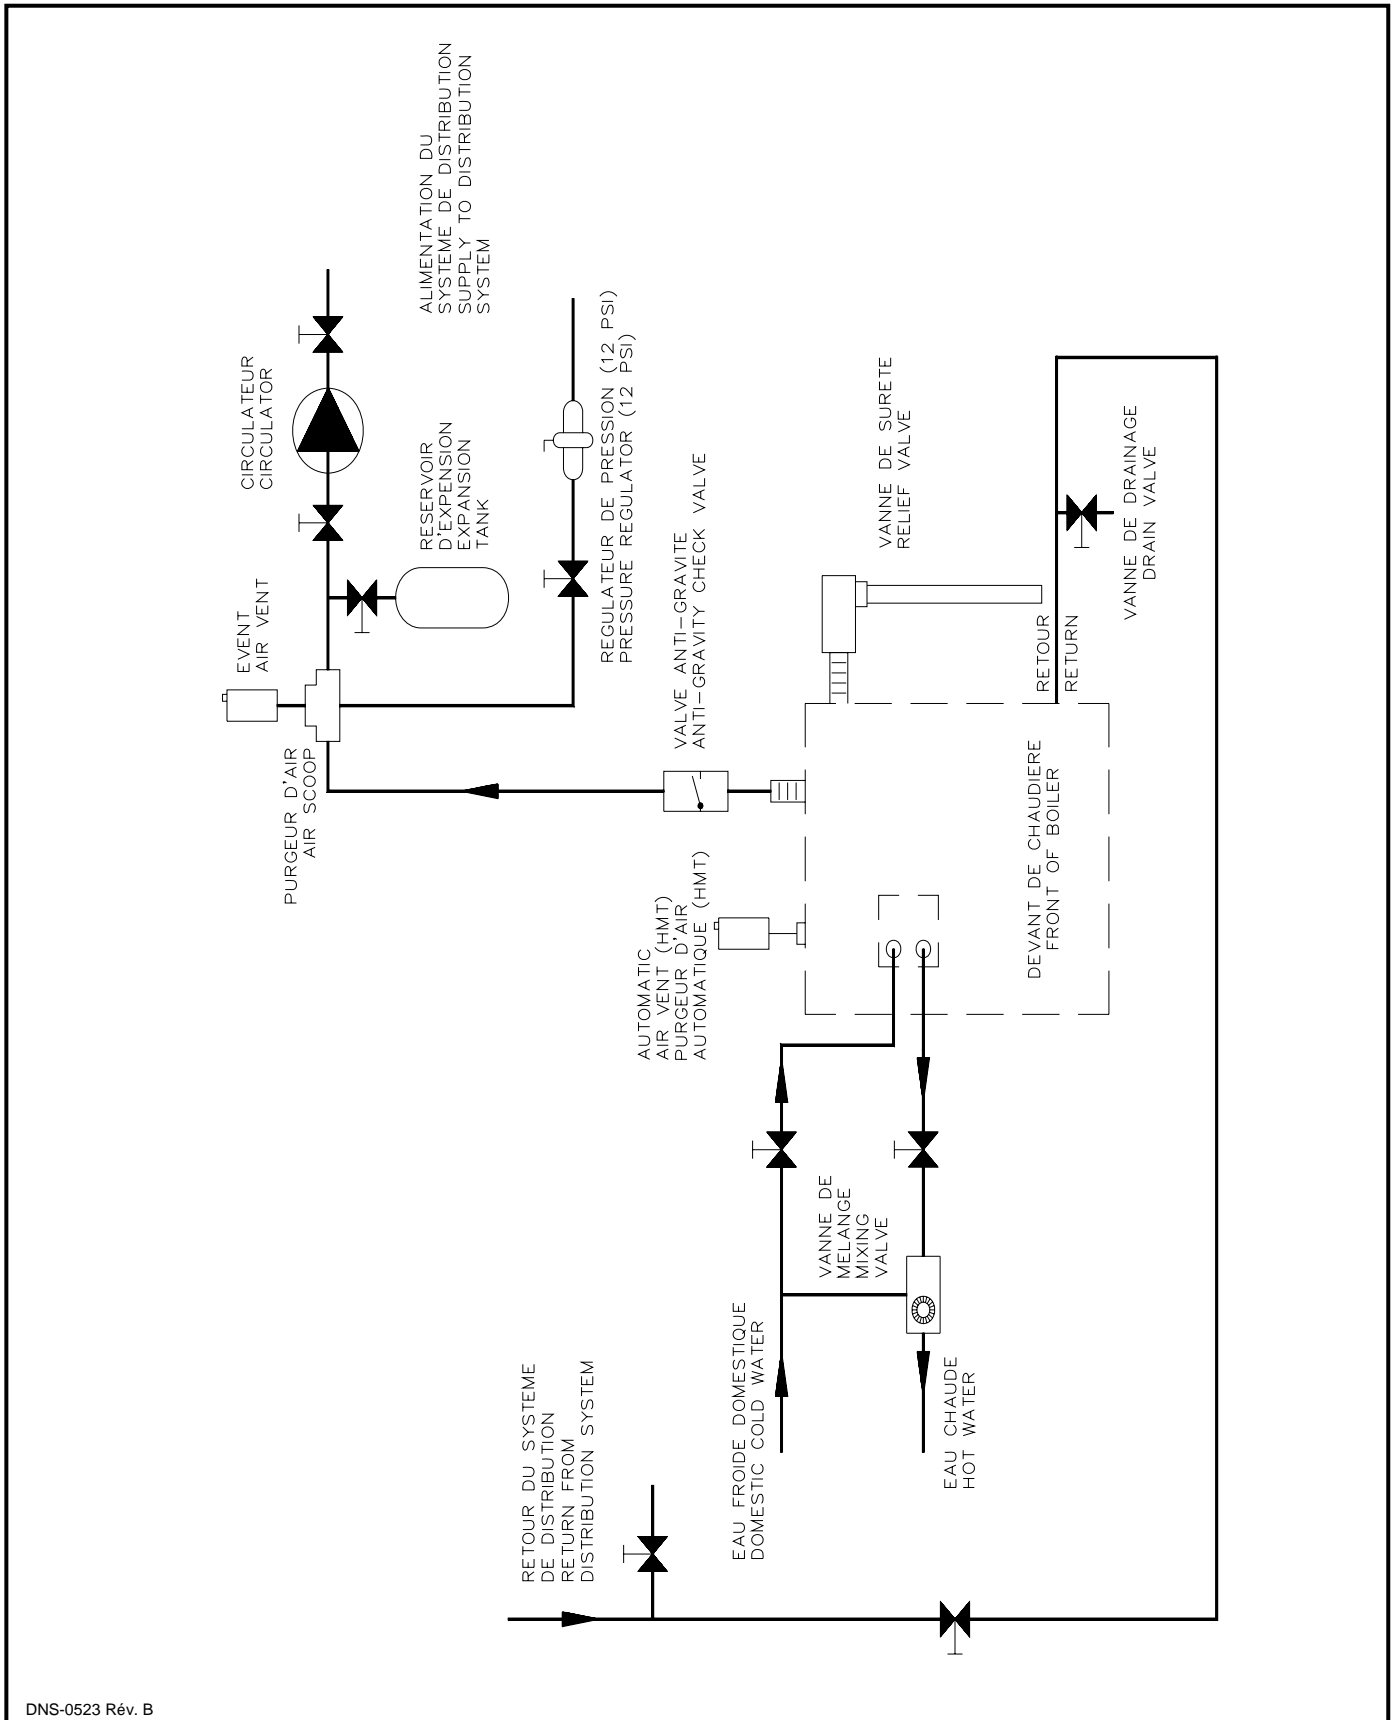 ALIMENTATION DU
SYSTEME DE DISTRIBUTION
SUPPLY TO DISTRIBUTION
SYSTEM
CIRCULATEUR
CIRCULATOR
RESERVOIR
D'EXPENSION
EXPANSION
TANK
EVENT
AIR VENT
PURGEUR D'AIR
AIR SCOOP
REGULATEUR DE PRESSION (12 PSI)
PRESSURE REGULATOR (12 PSI)
VALVE ANTI-GRAVITE
ANTI-GRAVITY CHECK VALVE
VANNE DE SURETE
RELIEF VALVE
VANNE DE DRAINAGE
DRAIN VALVE
RETOUR
RETURN
DEVANT DE CHAUDIERE
FRONT OF BOILER
AUTOMATIC
AIR VENT (HMT)
PURGEUR D'AIR
AUTOMATIQUE (HMT)
VANNE DE
MELANGE
MIXING
VALVE
EAU FROIDE DOMESTIQUE
DOMESTIC COLD WATER
EAU CHAUDE
HOT WATER
RETOUR DU SYSTEME
DE DISTRIBUTION
RETURN FROM
DISTRIBUTION SYSTEM
DNS-0523 Rév. B